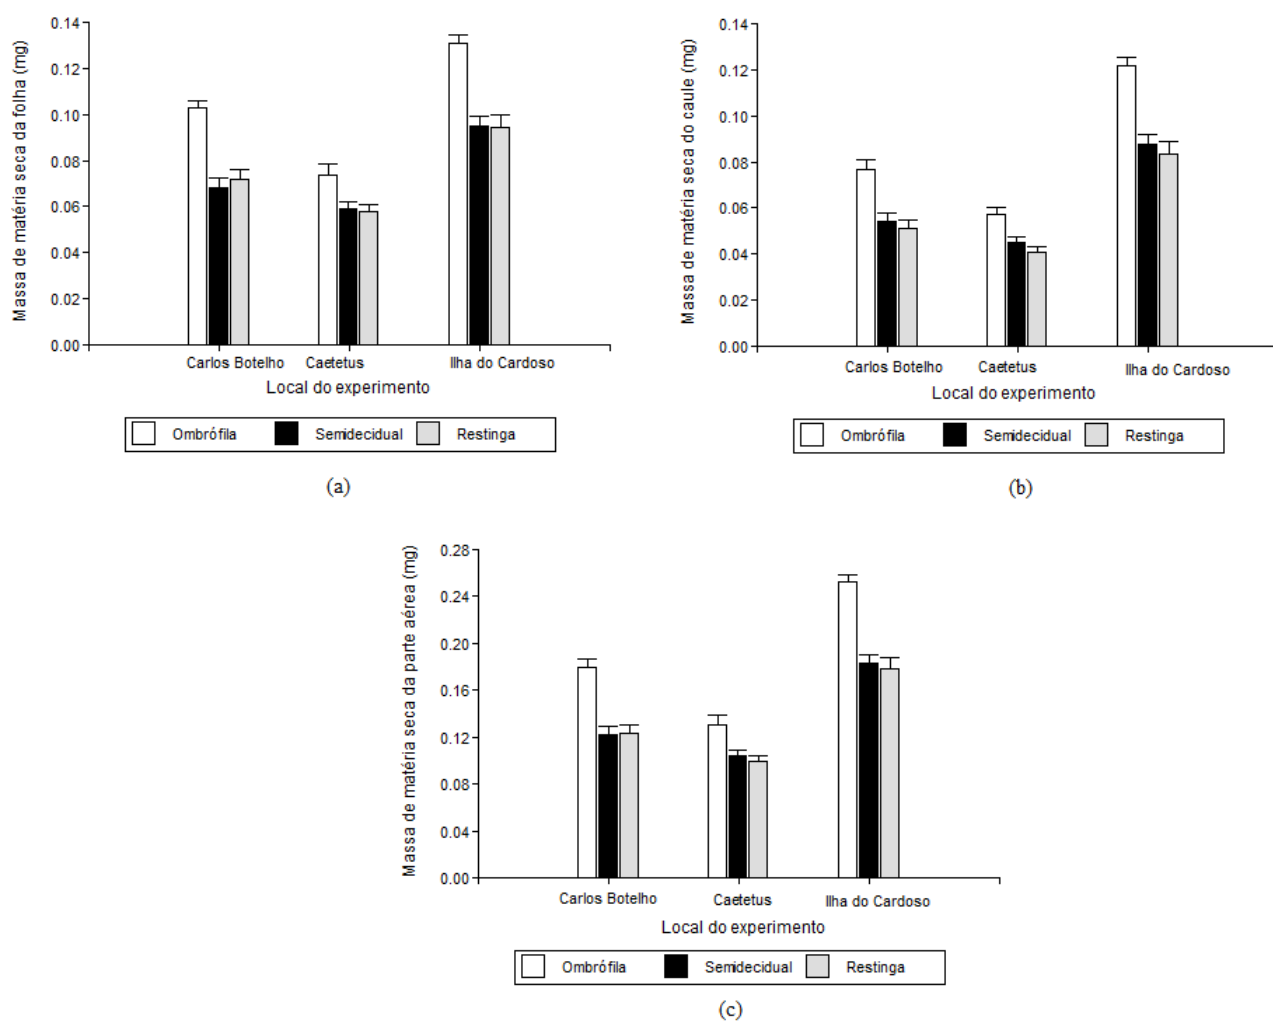 Massa de matéria seca da folha (mg)
0.14
0.12
0.10
0.08
0.06
0.04
0.02
0.00
Carlos Botelho Caetetus Ilha do Cardoso
Local do experimento
Ombrófila Semidecidual Restinga
(a)
Massa de matéria seca do caule (mg)
0.14
0.12
0.10
0.08
0.06
0.04
0.02
0.00
Carlos Botelho Caetetus Ilha do Cardoso
Local do experimento
Ombrófila Semidecidual Restinga
(b)
Massa de matéria seca da parte aérea (mg)
0.28
0.24
0.20
0.16
0.12
0.08
0.04
0.00
Carlos Botelho Caetetus Ilha do Cardoso
Local do experimento
Ombrófila Semidecidual Restinga
(c)